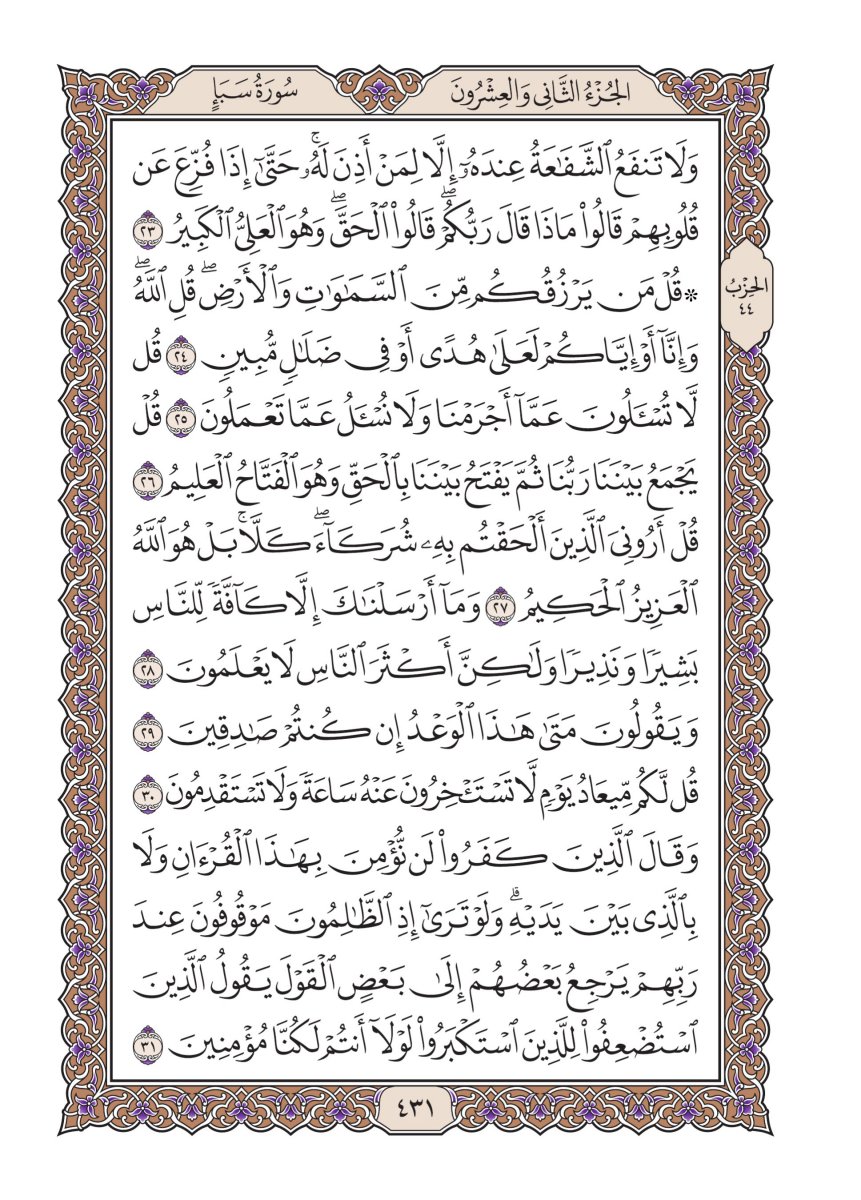 الجُزْءُ الثَّانِي وَالعِشْرُونَ
سُورَةُ سَبَإٍ
وَلَا تَنفَعُ ٱلشَّفَٰعَةُ عِندَهُۥٓ إِلَّا لِمَنْ أَذِنَ لَهُۥۚ حَتَّىٰٓ إِذَا فُزِّعَ عَن
قُلُوبِهِمْ قَالُوا۟ مَاذَا قَالَ رَبُّكُمْۖ قَالُوا۟ ٱلْحَقَّۖ وَهُوَ ٱلْعَلِىُّ ٱلْكَبِيرُ ٢٣
۞ قُلْ مَن يَرْزُقُكُم مِّنَ ٱلسَّمَٰوَٰتِ وَٱلْأَرْضِۖ قُلِ ٱللَّهُۖ
الحِزْبُ
٤٤
وَإِنَّآ أَوْ إِيَّاكُمْ لَعَلَىٰ هُدًى أَوْ فِى ضَلَٰلٍ مُّبِينٍ ٢٤ قُل
لَّا تُسْـَٔلُونَ عَمَّآ أَجْرَمْنَا وَلَا نُسْـَٔلُ عَمَّا تَعْمَلُونَ ٢٥ قُلْ
يَجْمَعُ بَيْنَنَا رَبُّنَا ثُمَّ يَفْتَحُ بَيْنَنَا بِٱلْحَقِّ وَهُوَ ٱلْفَتَّاحُ ٱلْعَلِيمُ ٢٦
قُلْ أَرُونِىَ ٱلَّذِينَ أَلْحَقْتُم بِهِۦ شُرَكَآءَۖ كَلَّاۚ بَلْ هُوَ ٱللَّهُ
ٱلْعَزِيزُ ٱلْحَكِيمُ ٢٧ وَمَآ أَرْسَلْنَٰكَ إِلَّا كَآفَّةً لِّلنَّاسِ
بَشِيرًا وَنَذِيرًا وَلَٰكِنَّ أَكْثَرَ ٱلنَّاسِ لَا يَعْلَمُونَ ٢٨
وَيَقُولُونَ مَتَىٰ هَٰذَا ٱلْوَعْدُ إِن كُنتُمْ صَٰدِقِينَ ٢٩
قُل لَّكُم مِّيعَادُ يَوْمٍ لَّا تَسْتَـْٔخِرُونَ عَنْهُ سَاعَةً وَلَا تَسْتَقْدِمُونَ ٣٠
وَقَالَ ٱلَّذِينَ كَفَرُوا۟ لَن نُّؤْمِنَ بِهَٰذَا ٱلْقُرْءَانِ وَلَا
بِٱلَّذِى بَيْنَ يَدَيْهِۗ وَلَوْ تَرَىٰٓ إِذِ ٱلظَّٰلِمُونَ مَوْقُوفُونَ عِندَ
رَبِّهِمْ يَرْجِعُ بَعْضُهُمْ إِلَىٰ بَعْضٍ ٱلْقَوْلَ يَقُولُ ٱلَّذِينَ
ٱسْتُضْعِفُوا۟ لِلَّذِينَ ٱسْتَكْبَرُوا۟ لَوْلَآ أَنتُمْ لَكُنَّا مُؤْمِنِينَ ٣١
٤٣١